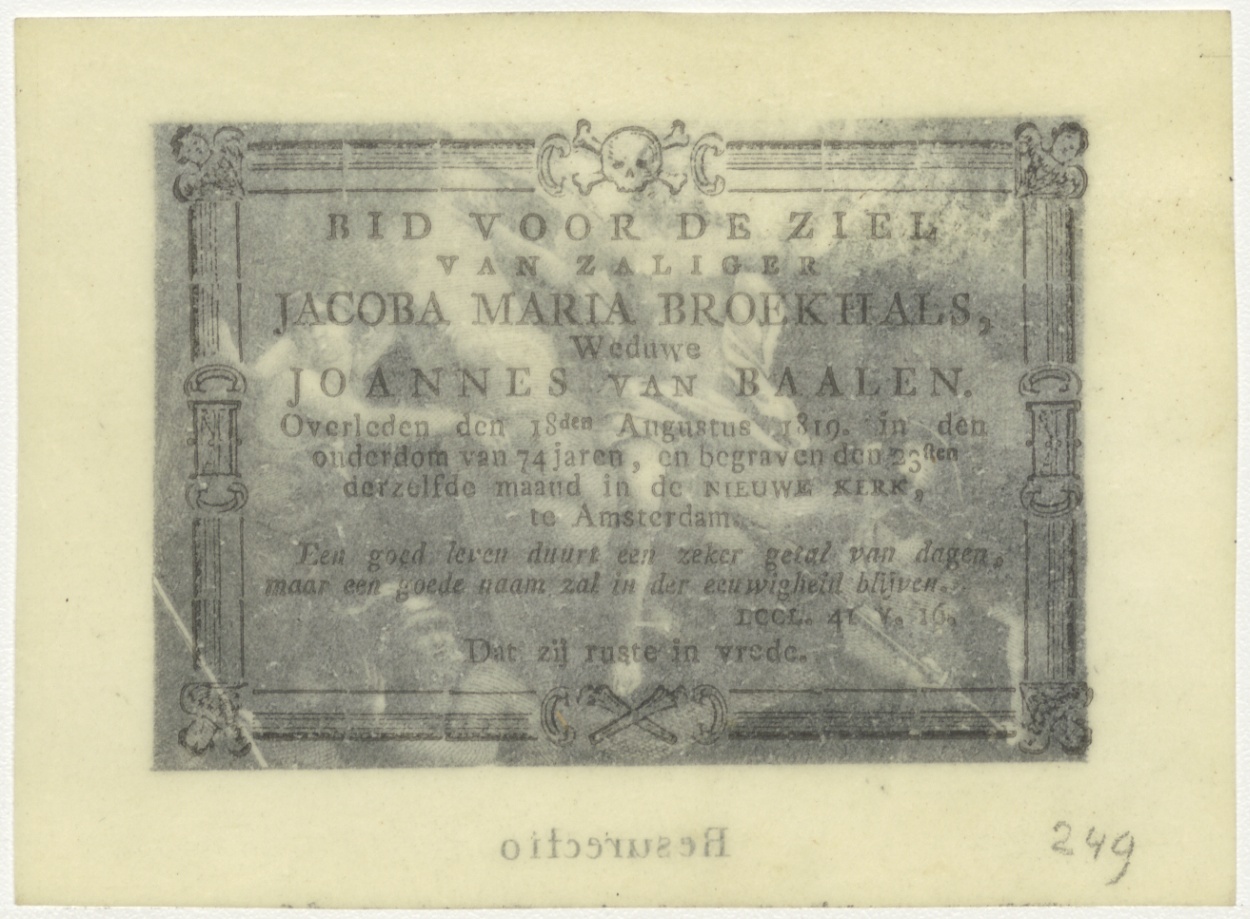 BID VOOR DE ZIEL
VAN ZALIGER
JACOBA MARIA BROEKHALS,
Weduwe
JOANNES VAN BAALEN.
Overleden den 18den Augustus 1819. in den
ouderdom van 74 jaren, en begraven den 23sten
derzelfde maand in de NIEUWE KERK,
te Amsterdam.
Een goed leven duurt een zeker getal van dagen,
maar een goede naam zal in der eeuwigheid blijven.
ECCL. 41 V. 16.
Dat zij ruste in vrede.
Resurectio
249